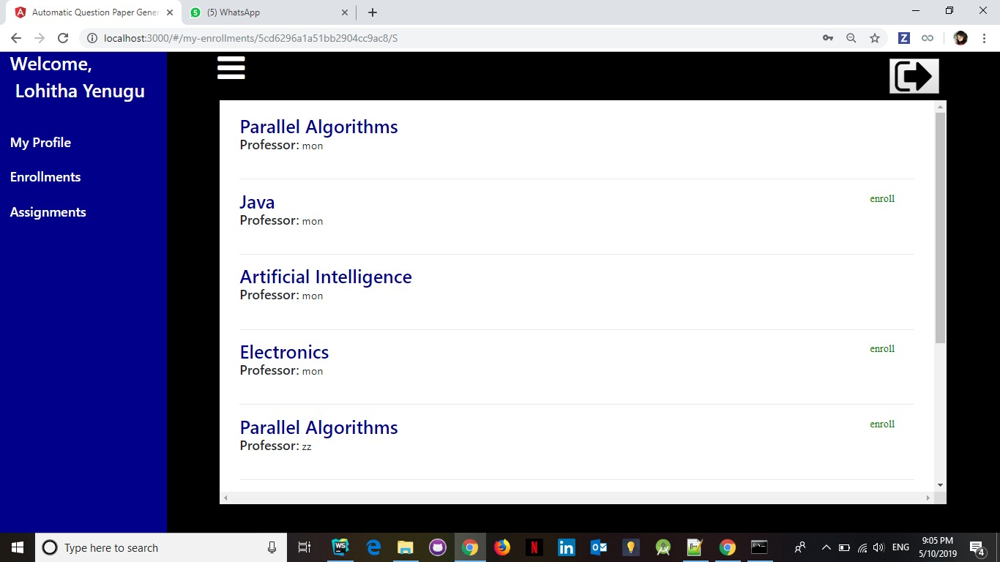 Automatic Question Paper Gener
(5) WhatsApp
localhost:3000/#/my-enrollments/5cd6296a1a51bb2904cc9ac8/S
Welcome,
Lohitha Yenugu
My Profile
Enrollments
Assignments
Parallel Algorithms
Professor: mon
Java
enroll
Professor: mon
Artificial Intelligence
Professor: mon
Electronics
enroll
Professor: mon
Parallel Algorithms
enroll
Professor: zz
Type here to search
ENG
9:05 PM
5/10/2019
4